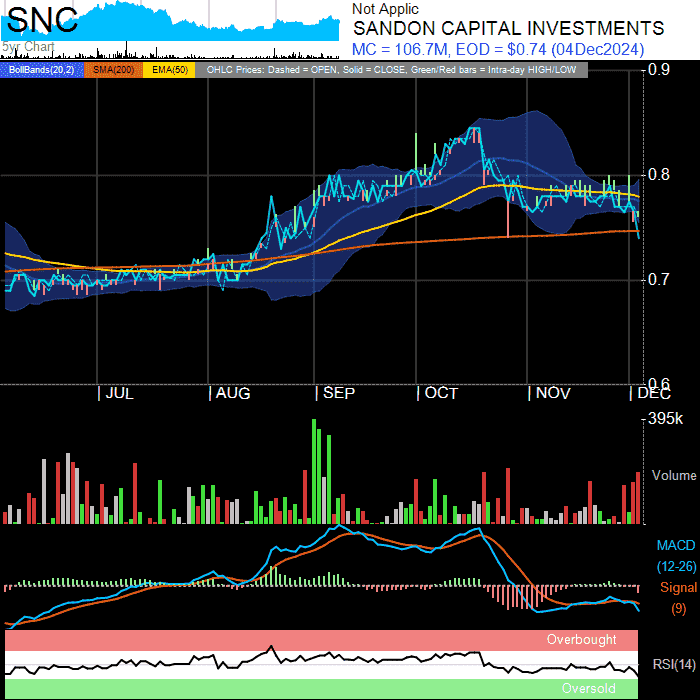 SNC
5yr Chart
Not Applic
SANDON CAPITAL INVESTMENTS
MC = 106.7M, EOD = $0.74 (04Dec2024)
BollBands(20,2) SMA(200) EMA(50) OHLC Prices: Dashed = OPEN, Solid = CLOSE, Green/Red bars = Intra-day HIGH/LOW
0.9
0.8
0.7
0.6
| JUL | AUG | SEP | OCT | NOV | DEC
395k
Volume
MACD
(12-26)
Signal
(9)
Overbought
RSI(14)
Oversold